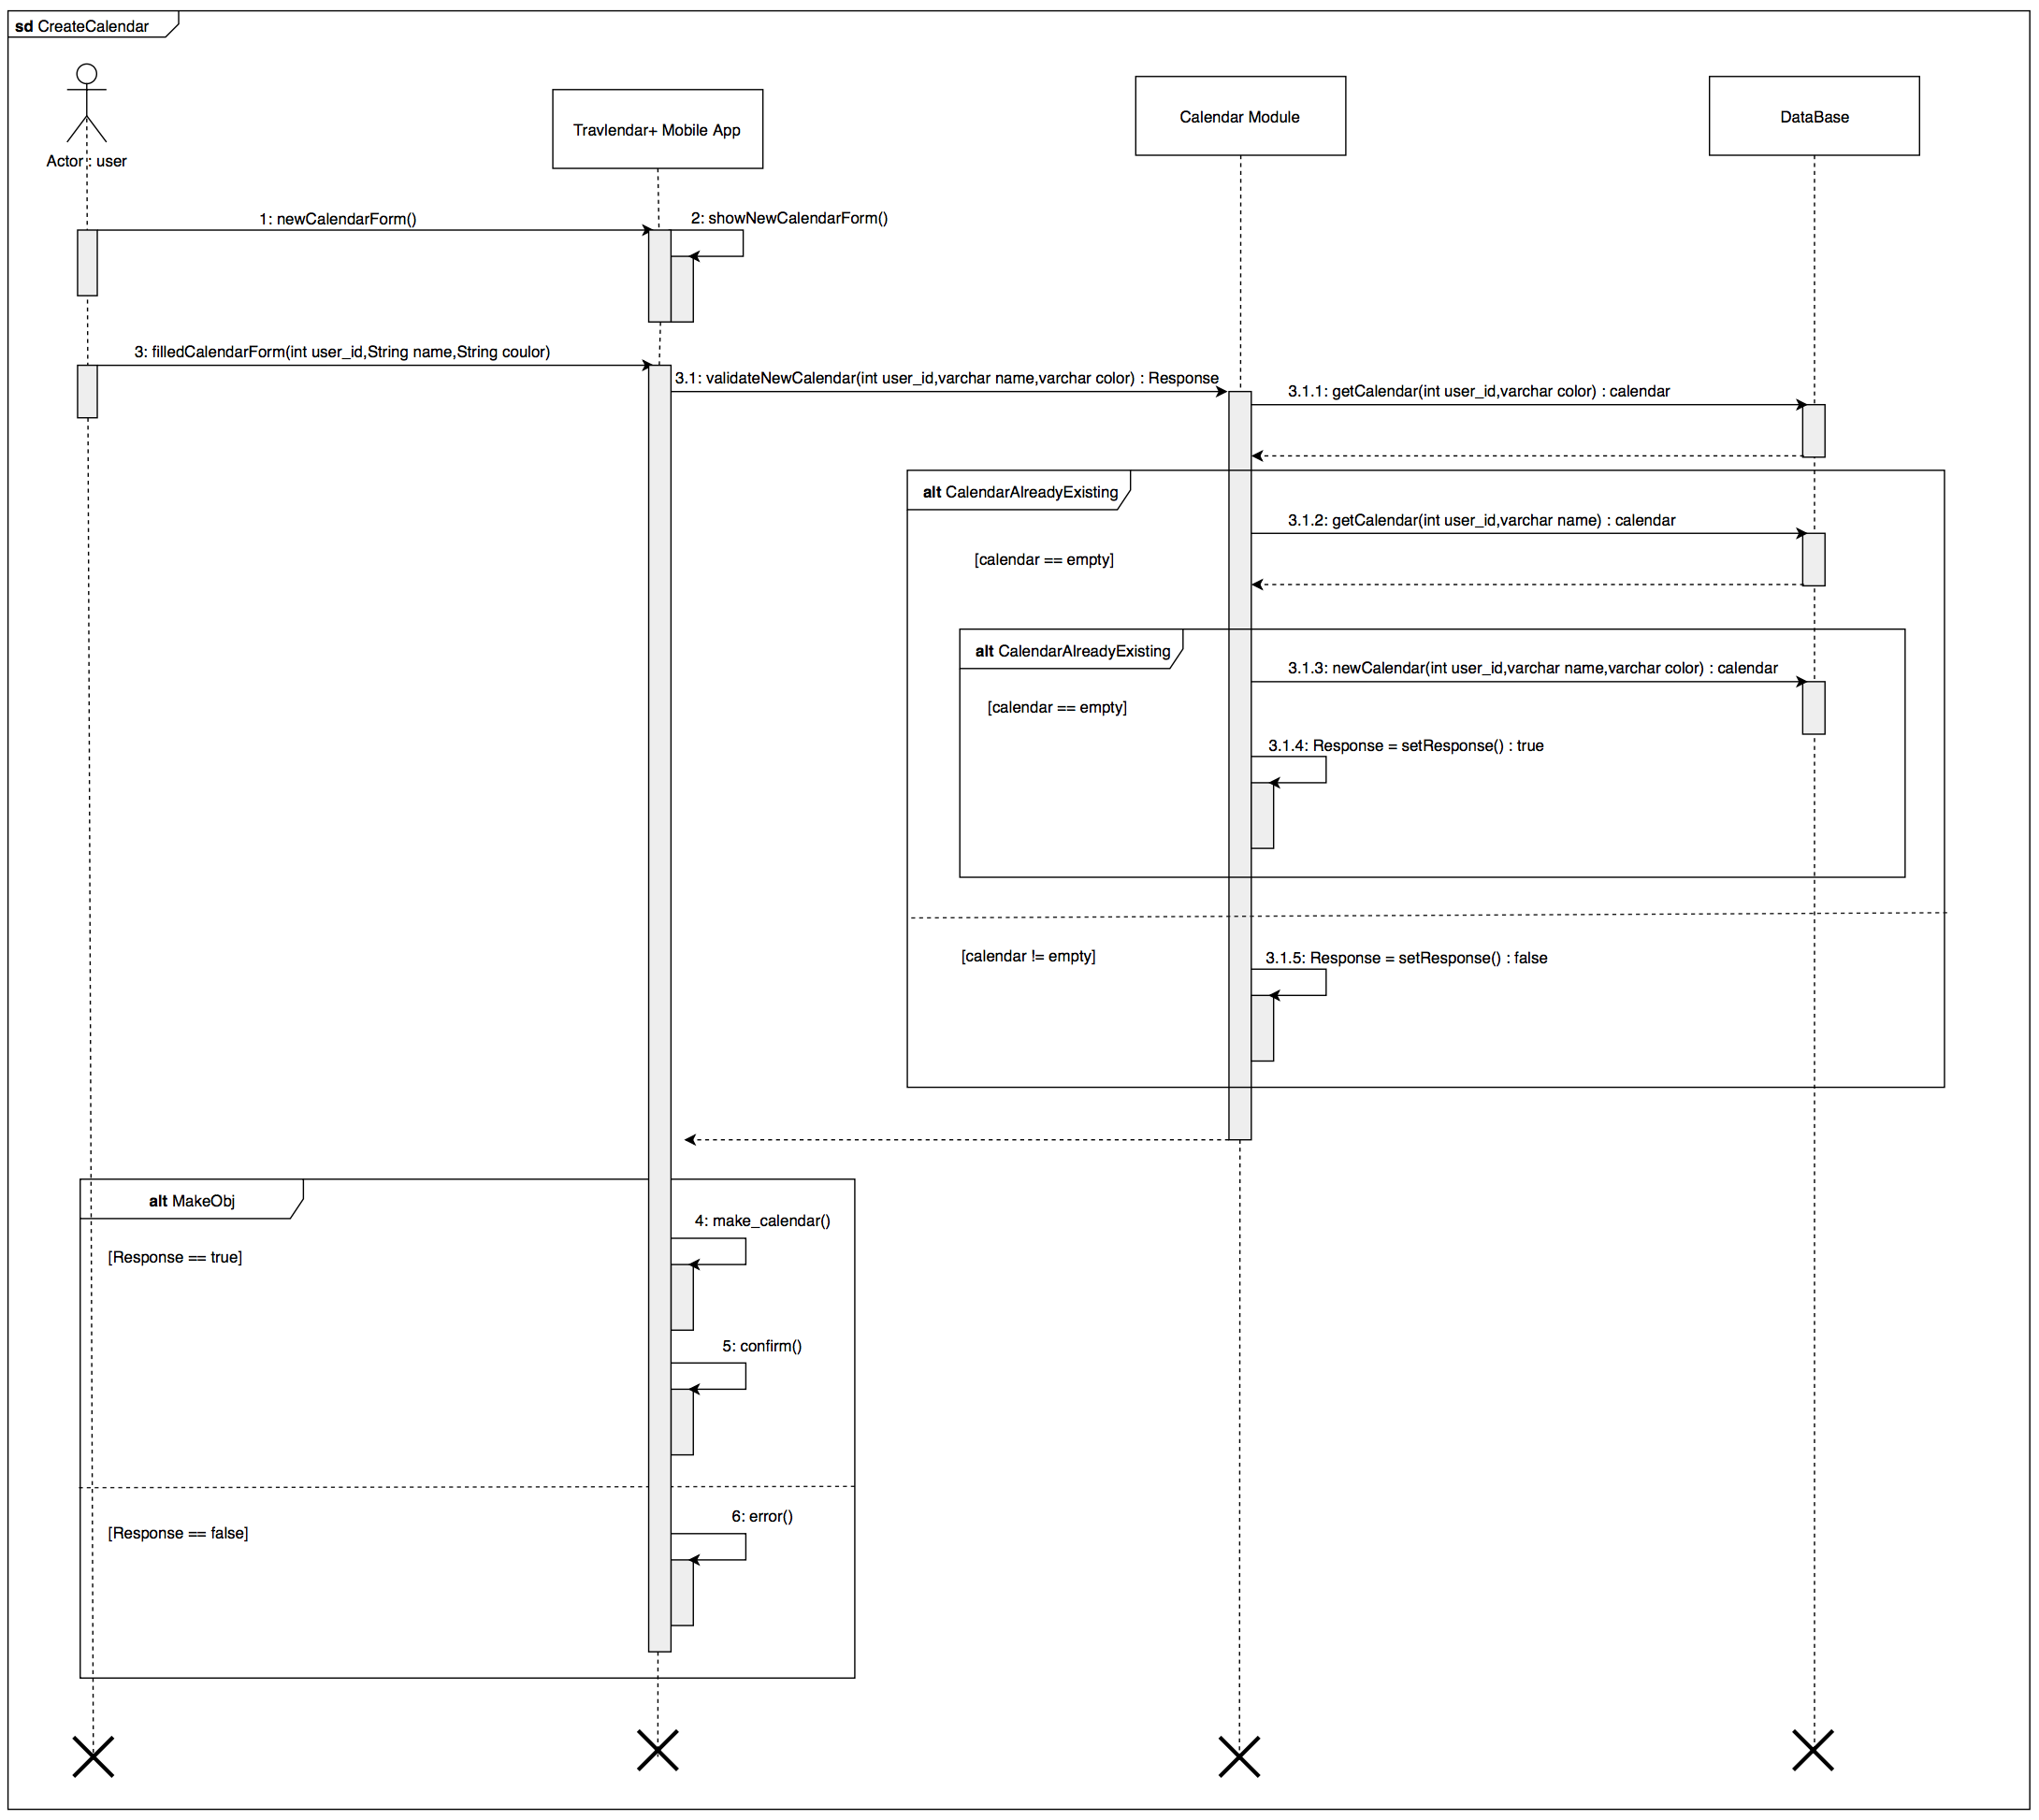 sd CreateCalendar
Actor : user
Travlendar+ Mobile App
Calendar Module
DataBase
1: newCalendarForm()
2: showNewCalendarForm()
3: filledCalendarForm(int user_id,String name,String coulor)
3.1: validateNewCalendar(int user_id,varchar name,varchar color) : Response
3.1.1: getCalendar(int user_id,varchar color) : calendar
alt CalendarAlreadyExisting
3.1.2: getCalendar(int user_id,varchar name) : calendar
[calendar == empty]
alt CalendarAlreadyExisting
3.1.3: newCalendar(int user_id,varchar name,varchar color) : calendar
[calendar == empty]
3.1.4: Response = setResponse() : true
[calendar != empty]
3.1.5: Response = setResponse() : false
alt MakeObj
4: make_calendar()
[Response == true]
5: confirm()
6: error()
[Response == false]